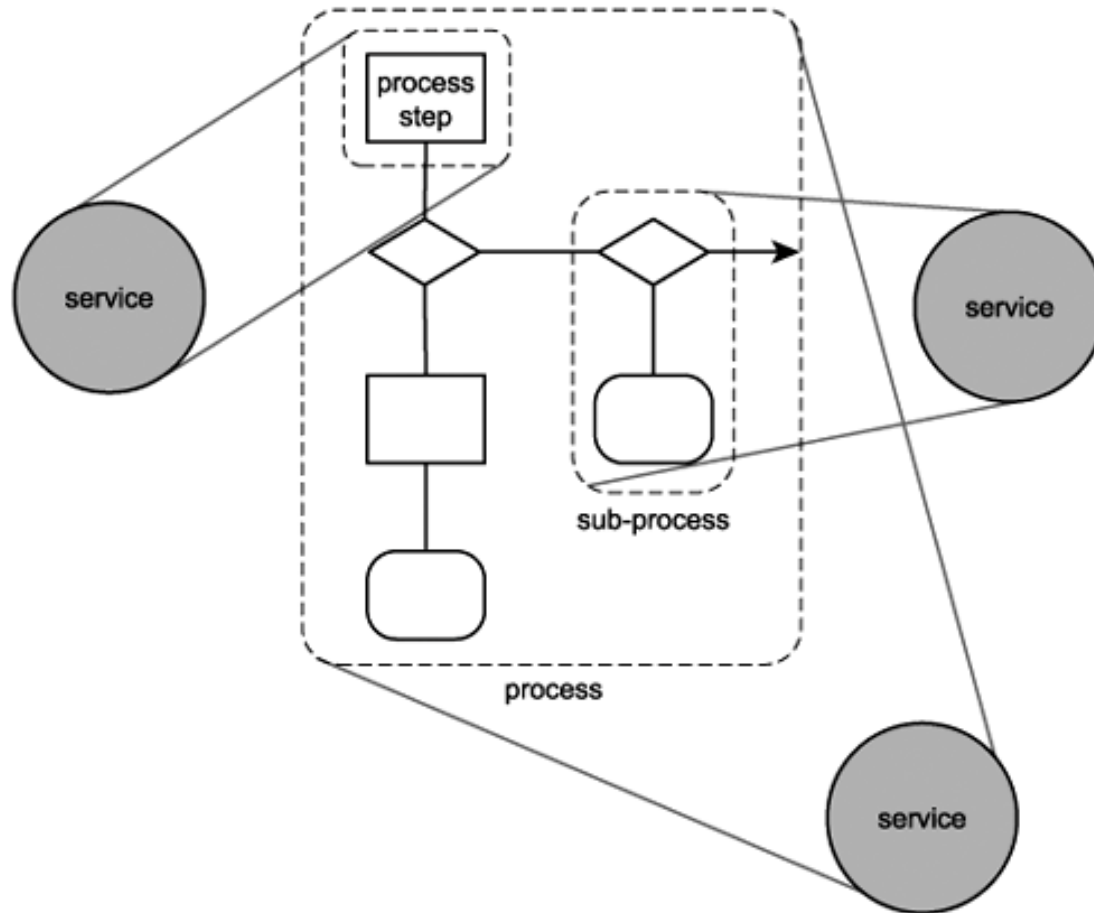 process
step
service
service
sub-process
process
service